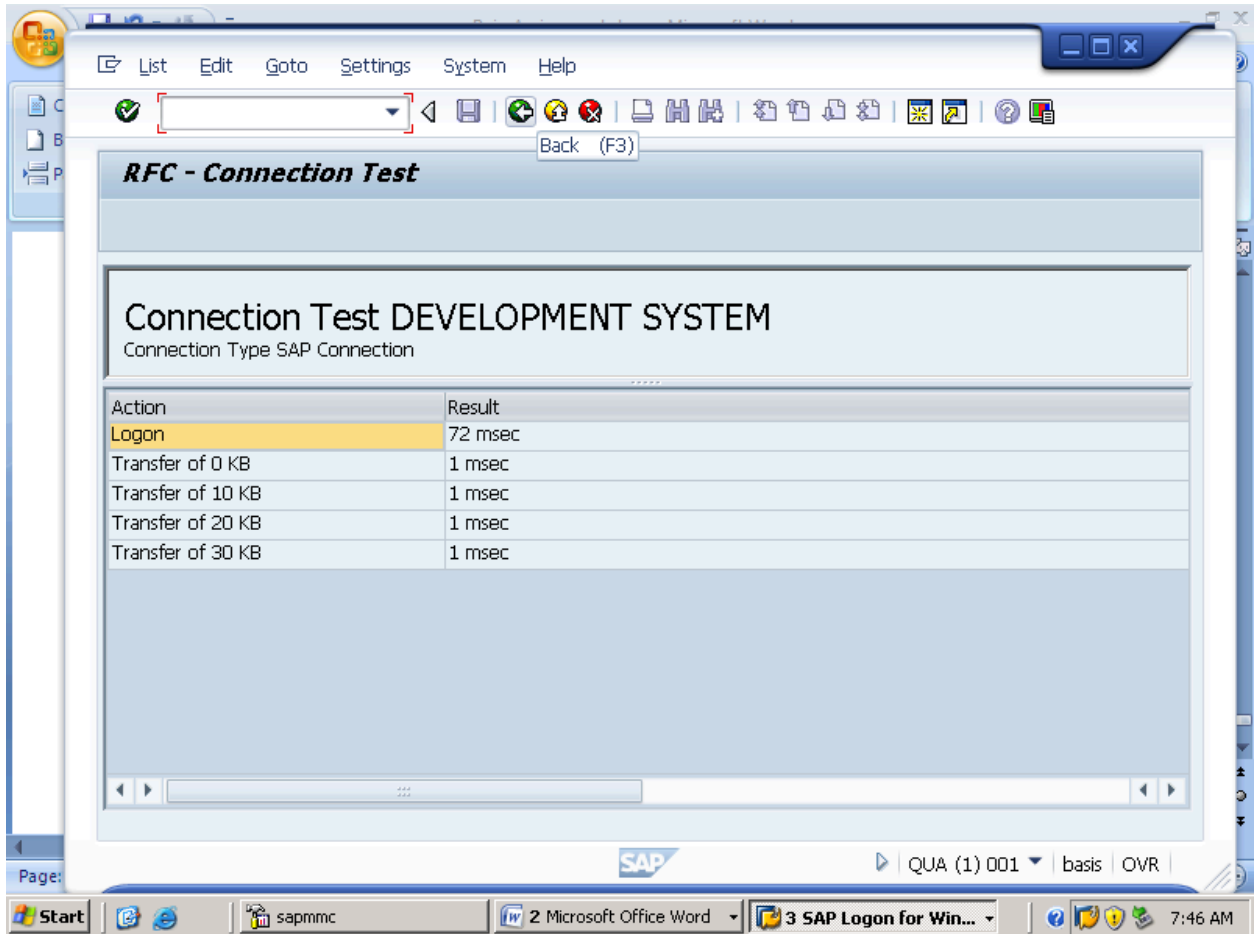 List Edit Goto Settings System Help
Back (F3)
RFC - Connection Test
Connection Test DEVELOPMENT SYSTEM
Connection Type SAP Connection
Action Result
Logon 72 msec
Transfer of 0 KB 1 msec
Transfer of 10 KB 1 msec
Transfer of 20 KB 1 msec
Transfer of 30 KB 1 msec
SAP QUA (1) 001 basis OVR
Page:
Start sapmmc 2 Microsoft Office Word 3 SAP Logon for Win... 7:46 AM